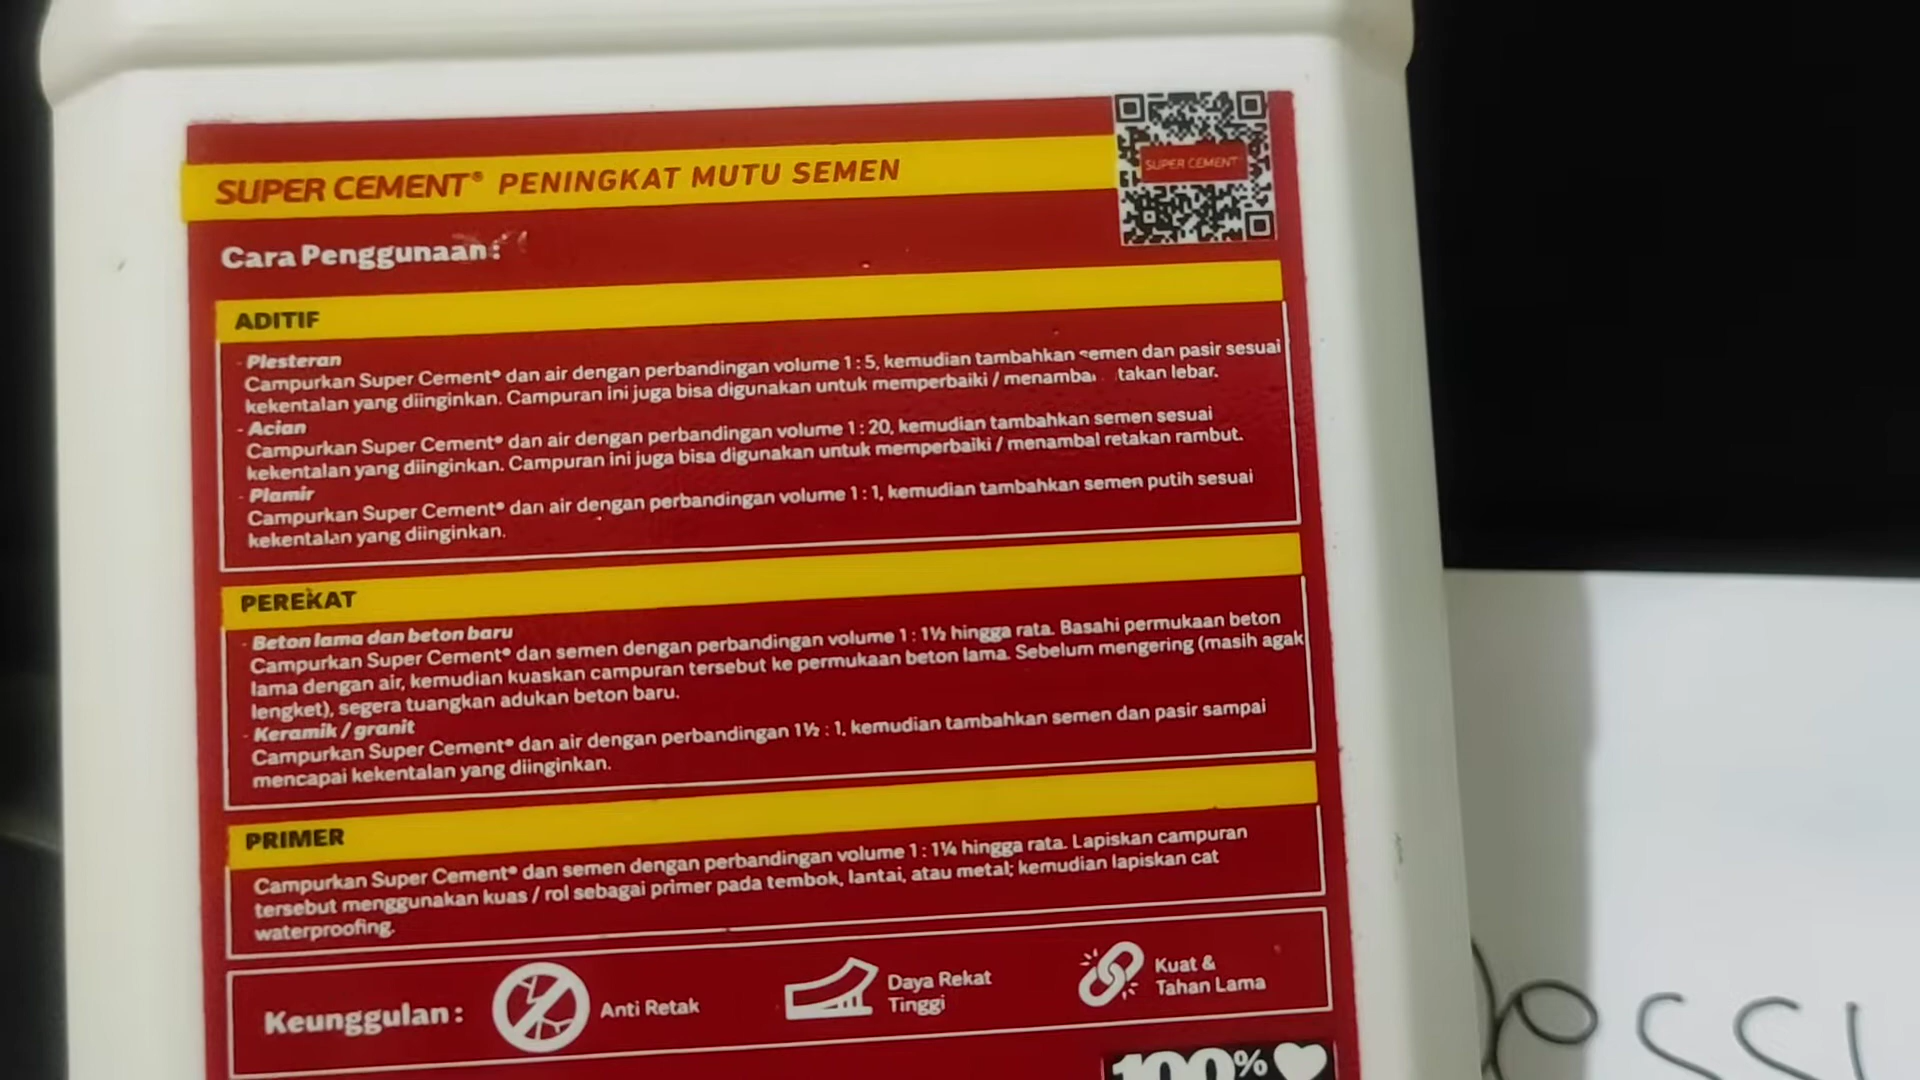 SUPER CEMENT® PENINGKAT MUTU SEMEN
SUPER CEMENT
Cara Penggunaan:
ADITIF
- Plesteran
Campurkan Super Cement® dan air dengan perbandingan volume 1 : 5, kemudian tambahkan semen dan pasir sesuai
kekentalan yang diinginkan. Campuran ini juga bisa digunakan untuk memperbaiki / menamba takan lebar.
- Acian
Campurkan Super Cement® dan air dengan perbandingan volume 1 : 20, kemudian tambahkan semen sesuai
kekentalan yang diinginkan. Campuran ini juga bisa digunakan untuk memperbaiki / menambal retakan rambut.
- Plamir
Campurkan Super Cement® dan air dengan perbandingan volume 1 : 1, kemudian tambahkan semen putih sesuai
kekentalan yang diinginkan.
PEREKAT
- Beton lama dan beton baru
Campurkan Super Cement® dan semen dengan perbandingan volume 1 : 1½ hingga rata. Basahi permukaan beton
lama dengan air, kemudian kuaskan campuran tersebut ke permukaan beton lama. Sebelum mengering (masih agak
lengket), segera tuangkan adukan beton baru.
- Keramik / granit
Campurkan Super Cement® dan air dengan perbandingan 1½ : 1, kemudian tambahkan semen dan pasir sampai
mencapai kekentalan yang diinginkan.
PRIMER
Campurkan Super Cement® dan semen dengan perbandingan volume 1 : 1¼ hingga rata. Lapiskan campuran
tersebut menggunakan kuas / rol sebagai primer pada tembok, lantai, atau metal; kemudian lapiskan cat
waterproofing.
Keunggulan :
Anti Retak
Daya Rekat
Tinggi
Kuat &
Tahan Lama
100%